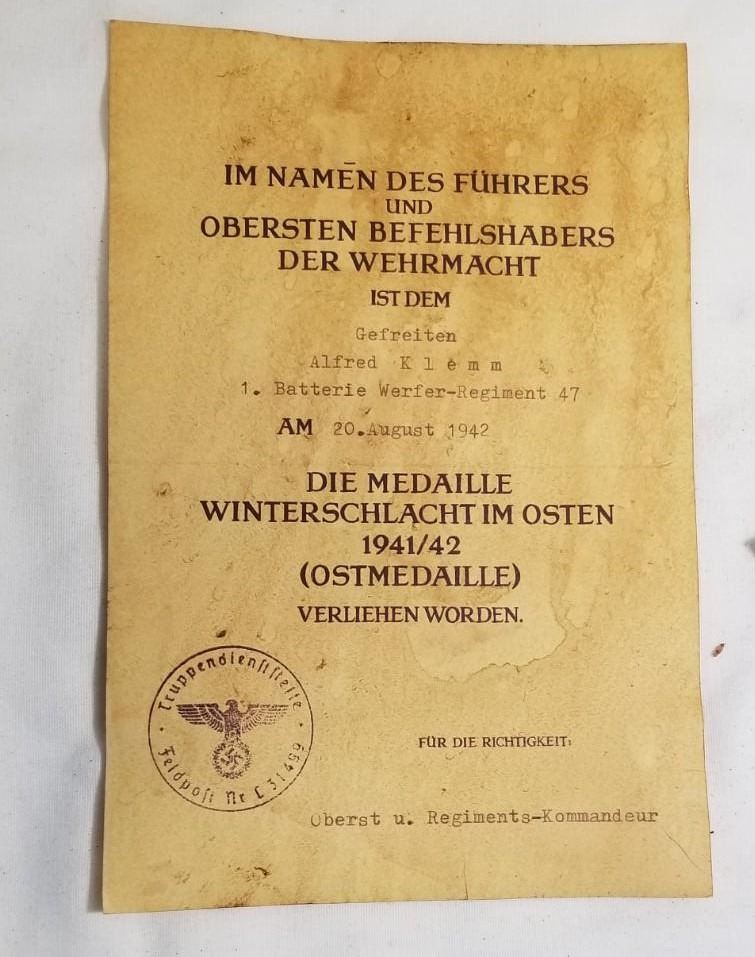 IM NAMEN DES FÜHRERS
UND
OBERSTEN BEFEHLSHABERS
DER WEHRMACHT
IST DEM
Gefreiten
Alfred K l e m m
1. Batterie Werfer-Regiment 47
AM 20.August 1942
DIE MEDAILLE
WINTERSCHLACHT IM OSTEN
1941/42
(OSTMEDAILLE)
VERLIEHEN WORDEN.
Truppendienststelle
Feldpost Nr L 31499
FÜR DIE RICHTIGKEIT:
Oberst u. Regiments-Kommandeur